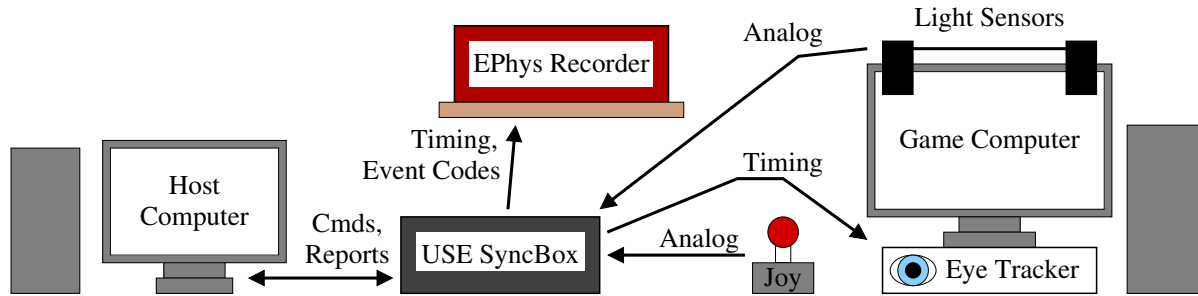 Light Sensors
Analog
EPhys Recorder
Game Computer
Timing,
Event Codes
Timing
Host
Computer
Cmds,
Reports
USE SyncBox
Analog
Joy
Eye Tracker